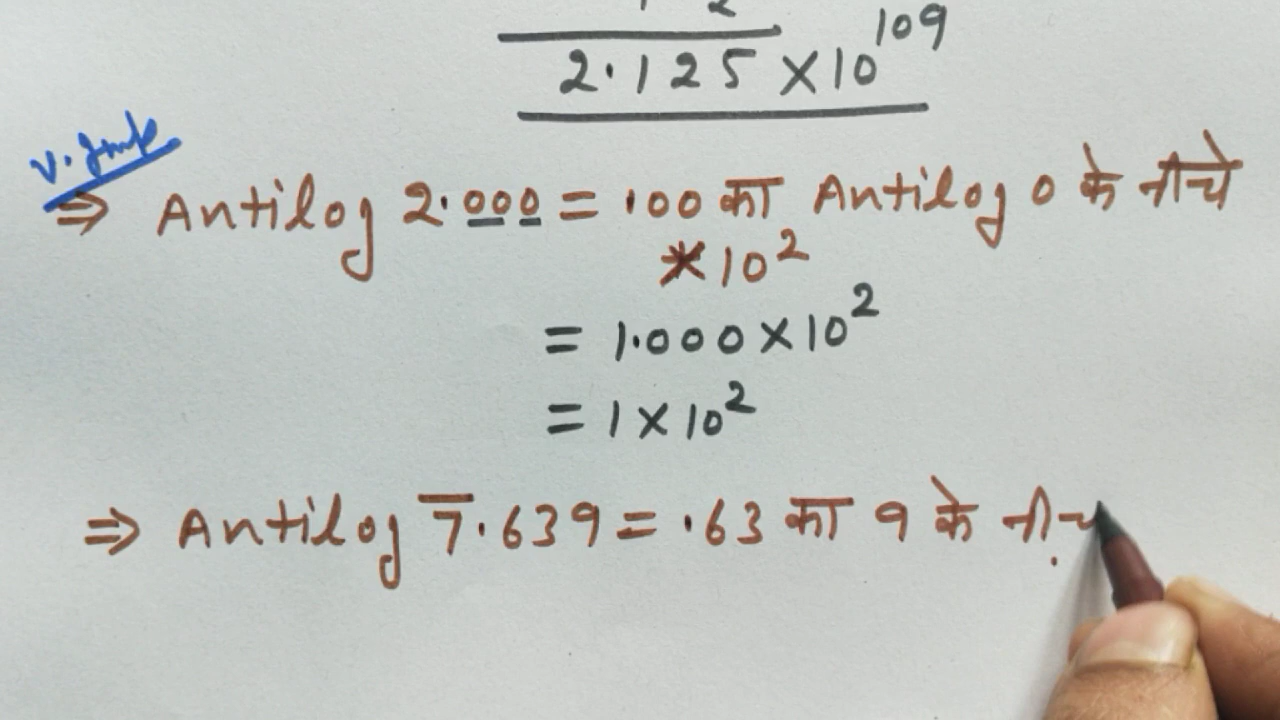 2.125 × 10^109
V. Imp
⇒ Antilog 2.000 = .00 का Antilog 0 के नीचे
* 10²
= 1.000 × 10²
= 1 × 10²
⇒ Antilog 7̅.639 = .63 का 9 के